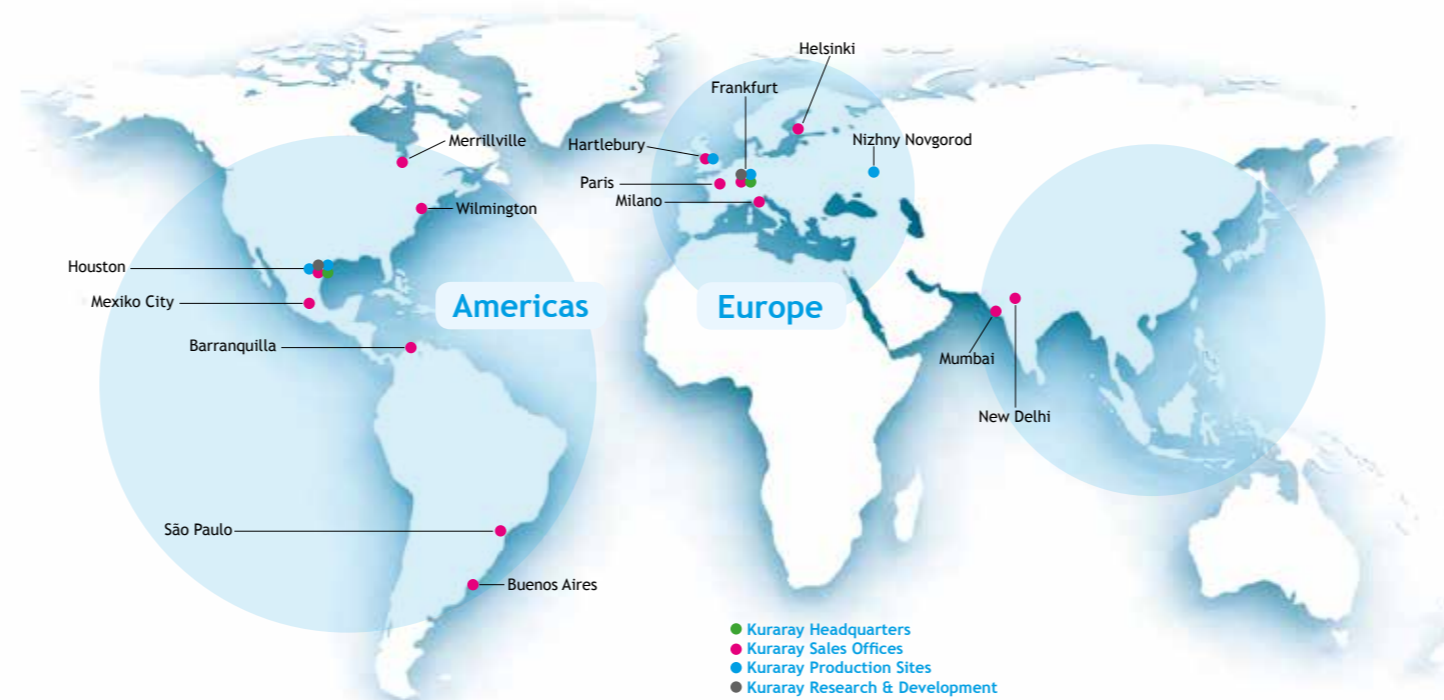 Helsinki
Frankfurt
Merrillville
Hartlebury
Nizhny Novgorod
Paris
Milano
Wilmington
Houston
Mexiko City
Americas
Europe
Barranquilla
Mumbai
New Delhi
São Paulo
Buenos Aires
Kuraray Headquarters
Kuraray Sales Offices
Kuraray Production Sites
Kuraray Research & Development